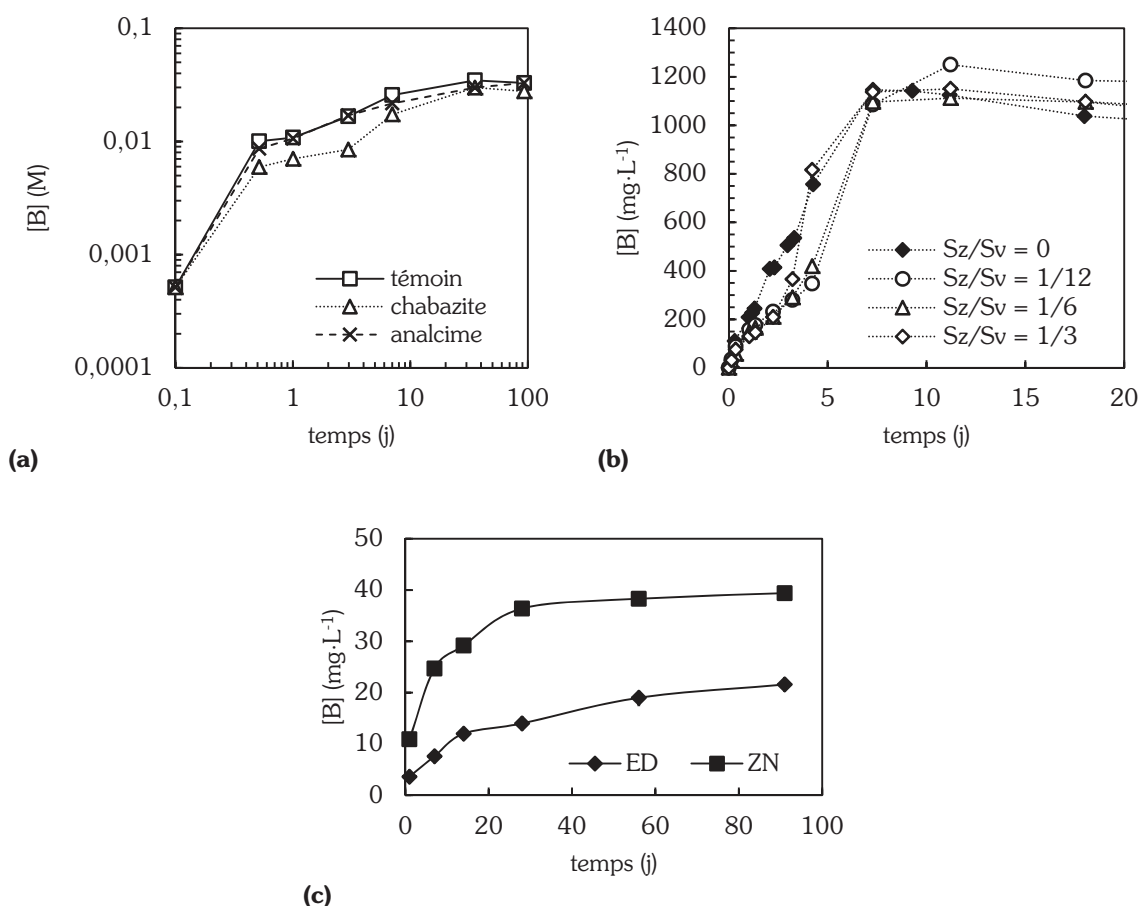 0,1
0,01
0,001
0,0001
[B] (M)
témoin
chabazite
analcime
0,1 1 10 100
temps (j)
(a)
1400
1200
1000
800
600
400
200
0
[B] (mg·L⁻¹)
Sz/Sv = 0
Sz/Sv = 1/12
Sz/Sv = 1/6
Sz/Sv = 1/3
0 5 10 15 20
temps (j)
(b)
50
40
30
20
10
0
[B] (mg·L⁻¹)
ED ZN
0 20 40 60 80 100
temps (j)
(c)